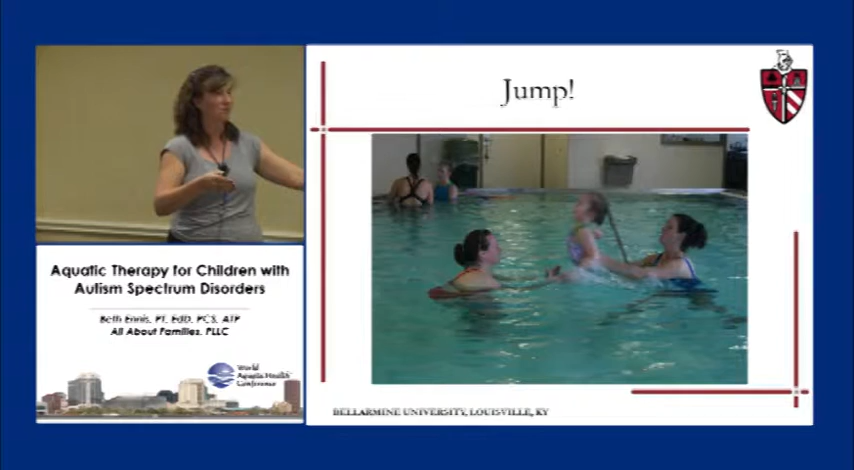 Jump!
Aquatic Therapy for Children with
Autism Spectrum Disorders
Beth Ennis, PT, EdD, PCS, ATP
All About Families, PLLC
World
Aquatic Health
Conference
BELLARMINE UNIVERSITY, LOUISVILLE, KY